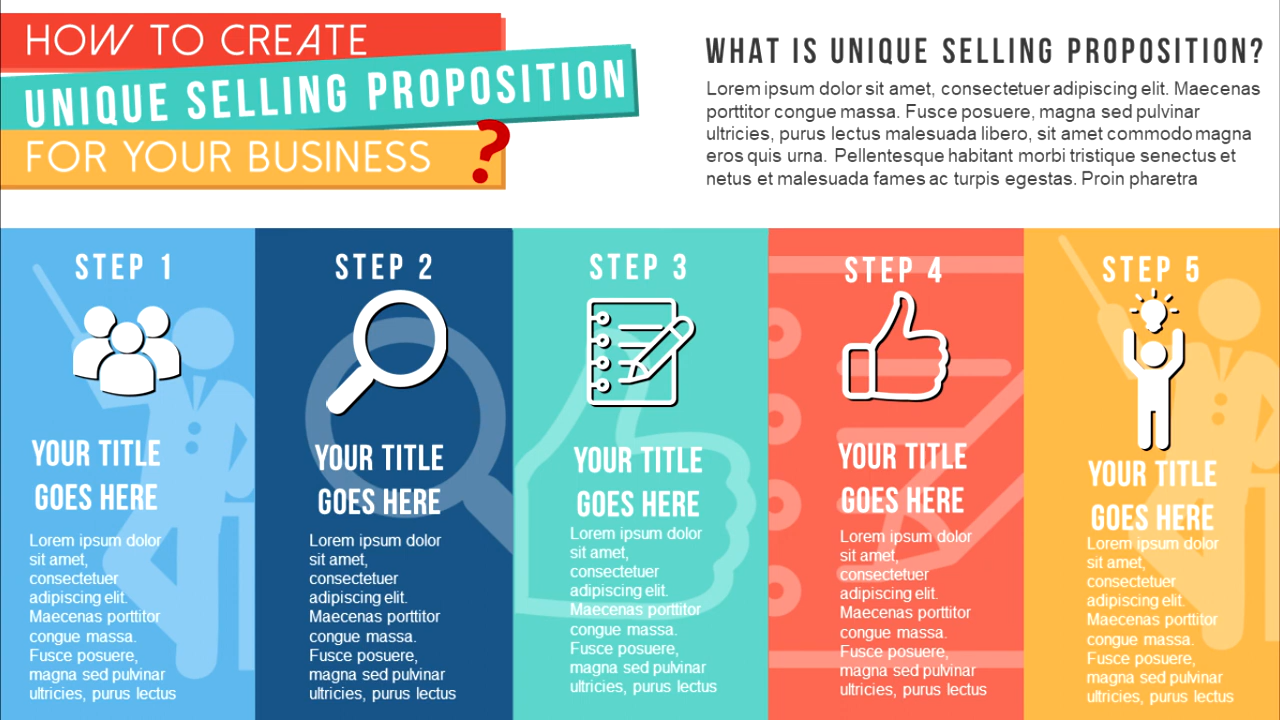 HOW TO CREATE
UNIQUE SELLING PROPOSITION
FOR YOUR BUSINESS ?
WHAT IS UNIQUE SELLING PROPOSITION?
Lorem ipsum dolor sit amet, consectetuer adipiscing elit. Maecenas
porttitor congue massa. Fusce posuere, magna sed pulvinar
ultricies, purus lectus malesuada libero, sit amet commodo magna
eros quis urna. Pellentesque habitant morbi tristique senectus et
netus et malesuada fames ac turpis egestas. Proin pharetra
STEP 1
YOUR TITLE
GOES HERE
Lorem ipsum dolor
sit amet,
consectetuer
adipiscing elit.
Maecenas porttitor
congue massa.
Fusce posuere,
magna sed pulvinar
ultricies, purus lectus
STEP 2
YOUR TITLE
GOES HERE
Lorem ipsum dolor
sit amet,
consectetuer
adipiscing elit.
Maecenas porttitor
congue massa.
Fusce posuere,
magna sed pulvinar
ultricies, purus lectus
STEP 3
YOUR TITLE
GOES HERE
Lorem ipsum dolor
sit amet,
consectetuer
adipiscing elit.
Maecenas porttitor
congue massa.
Fusce posuere,
magna sed pulvinar
ultricies, purus lectus
STEP 4
YOUR TITLE
GOES HERE
Lorem ipsum dolor
sit amet,
consectetuer
adipiscing elit.
Maecenas porttitor
congue massa.
Fusce posuere,
magna sed pulvinar
ultricies, purus lectus
STEP 5
YOUR TITLE
GOES HERE
Lorem ipsum dolor
sit amet,
consectetuer
adipiscing elit.
Maecenas porttitor
congue massa.
Fusce posuere,
magna sed pulvinar
ultricies, purus lectus